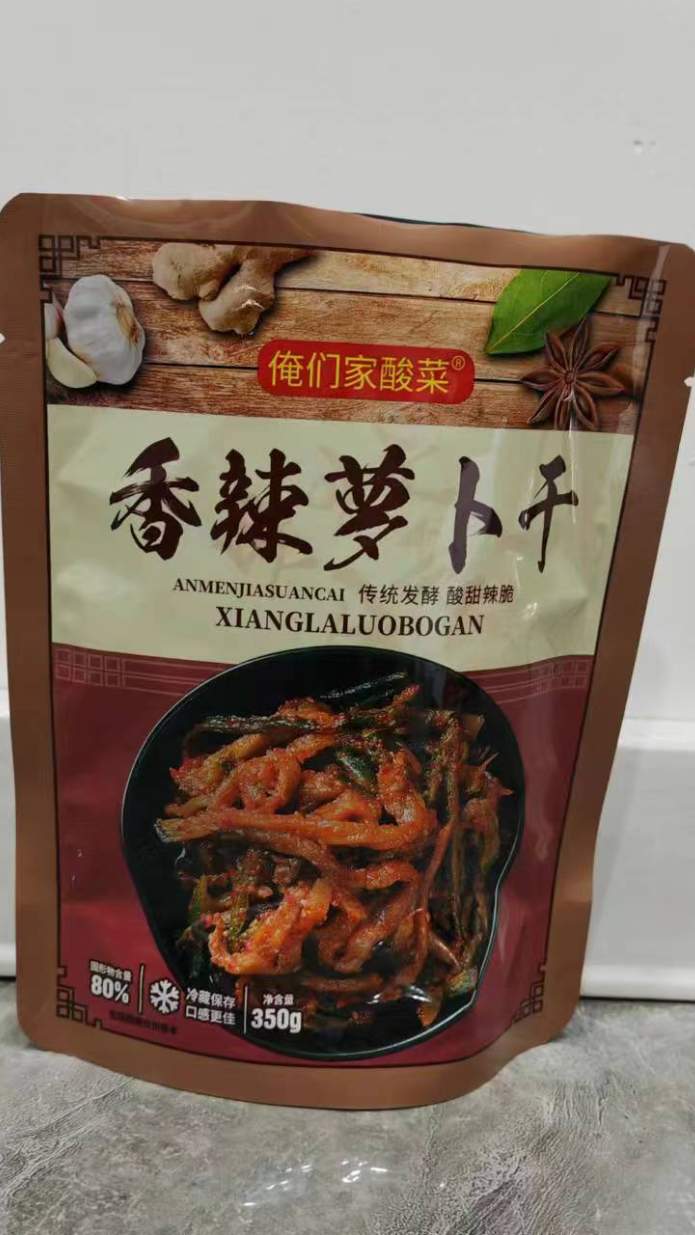 俺们家酸菜®
香辣萝卜干
ANMENJIASUANCAI 传统发酵 酸甜辣脆
XIANGLALUOBOGAN
固形物含量
80%
冷藏保存
口感更佳
净含量
350g